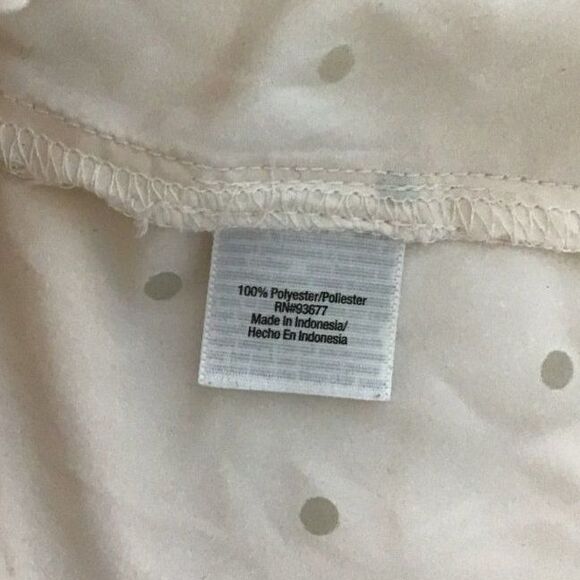 100% Polyester/Poliester
RN#93677
Made In Indonesia/
Hecho En Indonesia